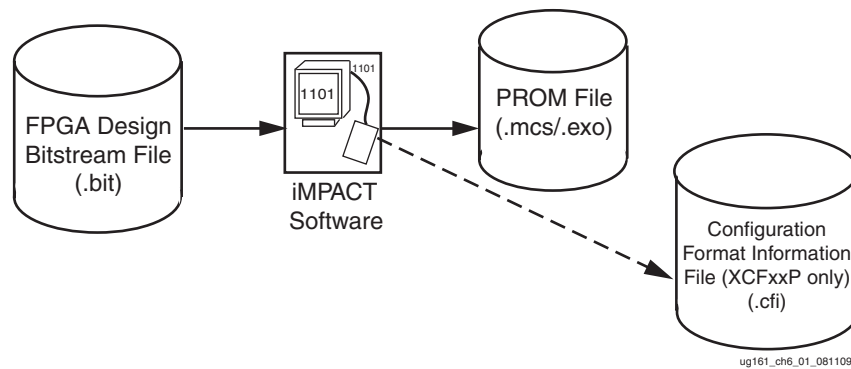 FPGA Design
Bitstream File
(.bit)
1101
1101
iMPACT
Software
PROM File
(.mcs/.exo)
Configuration
Format Information
File (XCFxxP only)
(.cfi)
ug161_ch6_01_081109